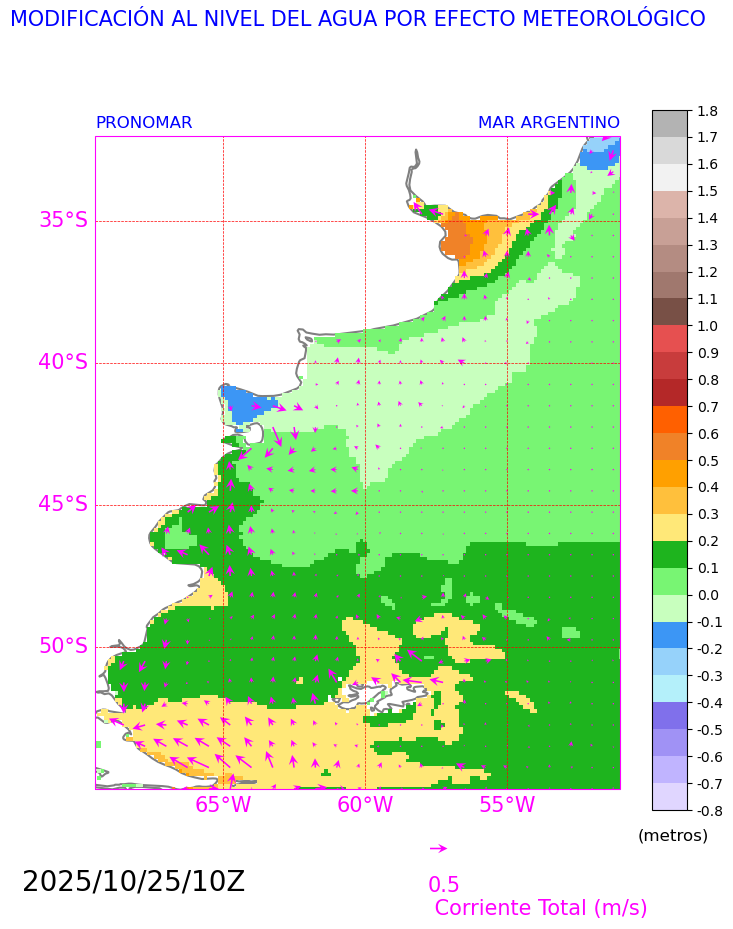 MODIFICACIÓN AL NIVEL DEL AGUA POR EFECTO METEOROLÓGICO
PRONOMAR MAR ARGENTINO
35°S
40°S
45°S
50°S
65°W 60°W 55°W
1.8
1.7
1.6
1.5
1.4
1.3
1.2
1.1
1.0
0.9
0.8
0.7
0.6
0.5
0.4
0.3
0.2
0.1
0.0
-0.1
-0.2
-0.3
-0.4
-0.5
-0.6
-0.7
-0.8
(metros)
2025/10/25/10Z
0.5
Corriente Total (m/s)